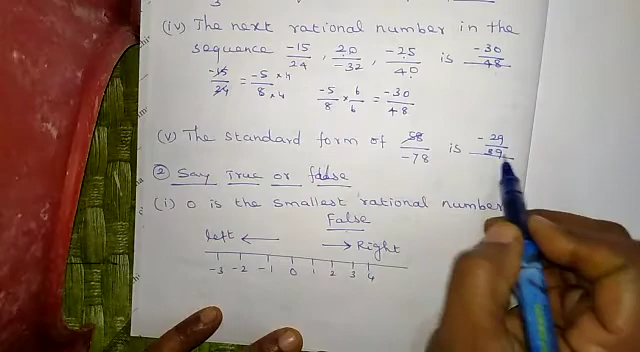 (iv) The next rational number in the
sequence -15/24, 20/-32, -25/40 is -30/48
-15/24 = -5/8 ×4/×4
-5/8 × 6/6 = -30/48
(v) The standard form of 58/-78 is -29/39
② Say True or false
(i) 0 is the smallest rational number
False
left ← → Right
-3 -2 -1 0 1 2 3 4